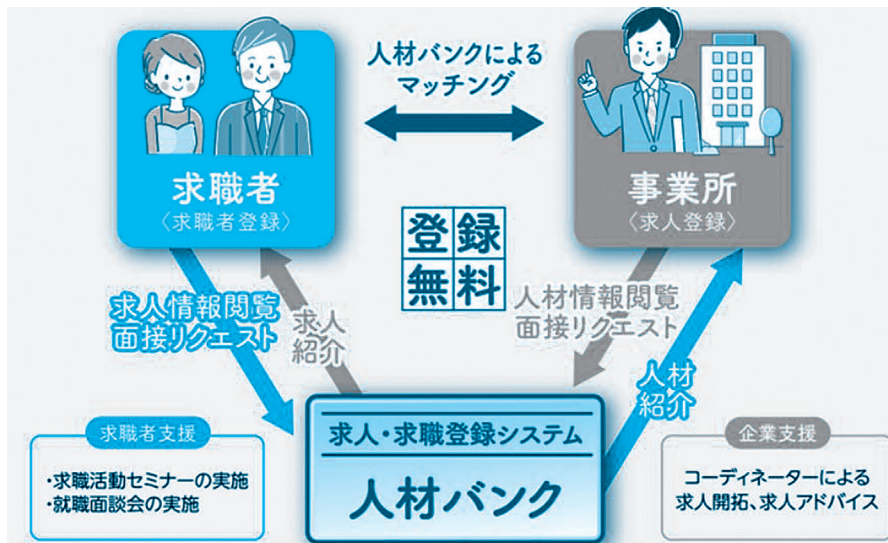 人材バンクによる
マッチング
求職者
〈求職者登録〉
事業所
〈求人登録〉
登録
無料
求人情報閲覧
面接リクエスト
求人
紹介
人材情報閲覧
面接リクエスト
人材
紹介
求人・求職登録システム
人材バンク
求職者支援
・求職活動セミナーの実施
・就職面談会の実施
企業支援
コーディネーターによる
求人開拓、求人アドバイス